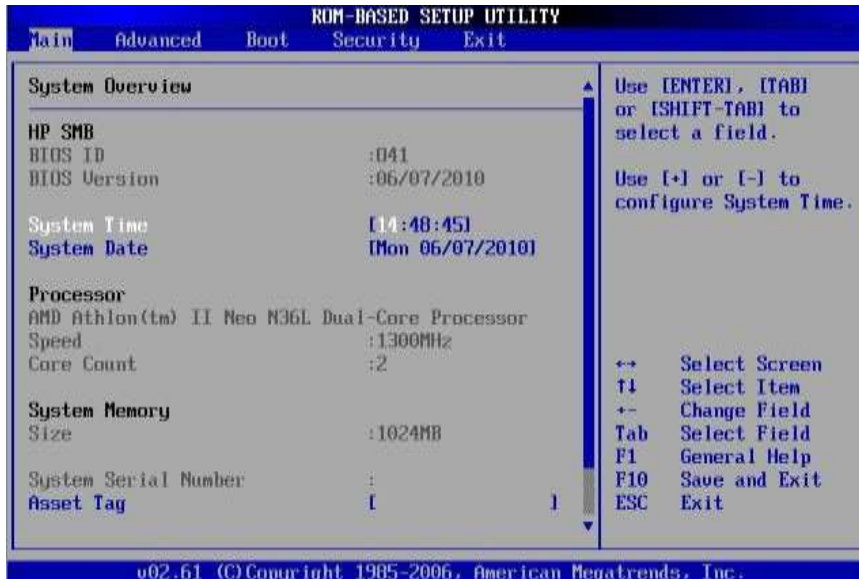 ROM-BASED SETUP UTILITY
Main Advanced Boot Security Exit
System Overview
HP SMB
BIOS ID :O41
BIOS Version :06/07/2010
System Time [14:48:45]
System Date [Mon 06/07/2010]
Processor
AMD Athlon(tm) II Neo N36L Dual-Core Processor
Speed :1300MHz
Core Count :2
System Memory
Size :1024MB
System Serial Number :
Asset Tag [ ]
Use [ENTER], [TAB]
or [SHIFT-TAB] to
select a field.
Use [+] or [-] to
configure System Time.
←→ Select Screen
↑↓ Select Item
+- Change Field
Tab Select Field
F1 General Help
F10 Save and Exit
ESC Exit
v02.61 (C)Copyright 1985-2006, American Megatrends, Inc.